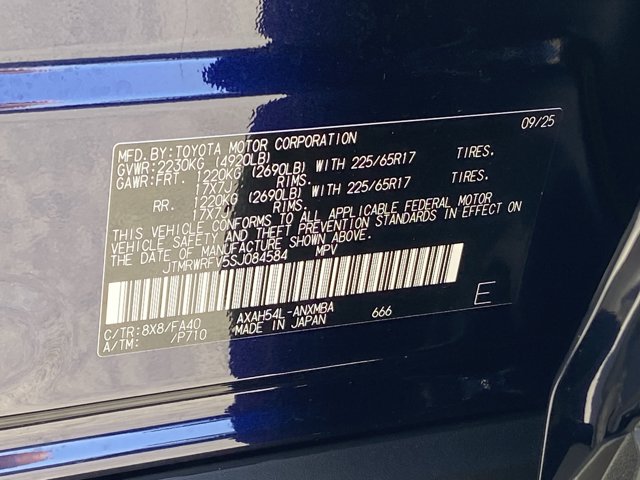 09/25
MFD.BY:TOYOTA MOTOR CORPORATION
GVWR:2230KG (4920LB)
GAWR:FRT. 1220KG (2690LB) WITH 225/65R17 TIRES.
17X7J RIMS.
RR. 1220KG (2690LB) WITH 225/65R17 TIRES.
17X7J RIMS.
THIS VEHICLE CONFORMS TO ALL APPLICABLE FEDERAL MOTOR
VEHICLE SAFETY AND THEFT PREVENTION STANDARDS IN EFFECT ON
THE DATE OF MANUFACTURE SHOWN ABOVE.
JTMRWRFV5SJ084584 MPV
C/TR:8X8/FA40 AXAH54L-ANXMBA 666 E
A/TM: /P710 MADE IN JAPAN